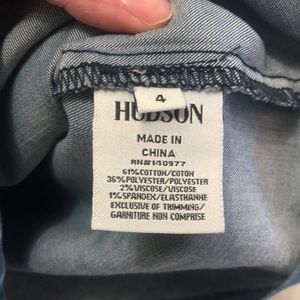 4
HUDSON
MADE IN
CHINA
RN#140977
61%COTTON/COTON
36%POLYESTER/POLYESTER
2%VISCOSE/VISCOSE
1%SPANDEX/ELASTHANNE
EXCLUSIVE OF TRIMMING/
GARNITURE NON COMPRISE